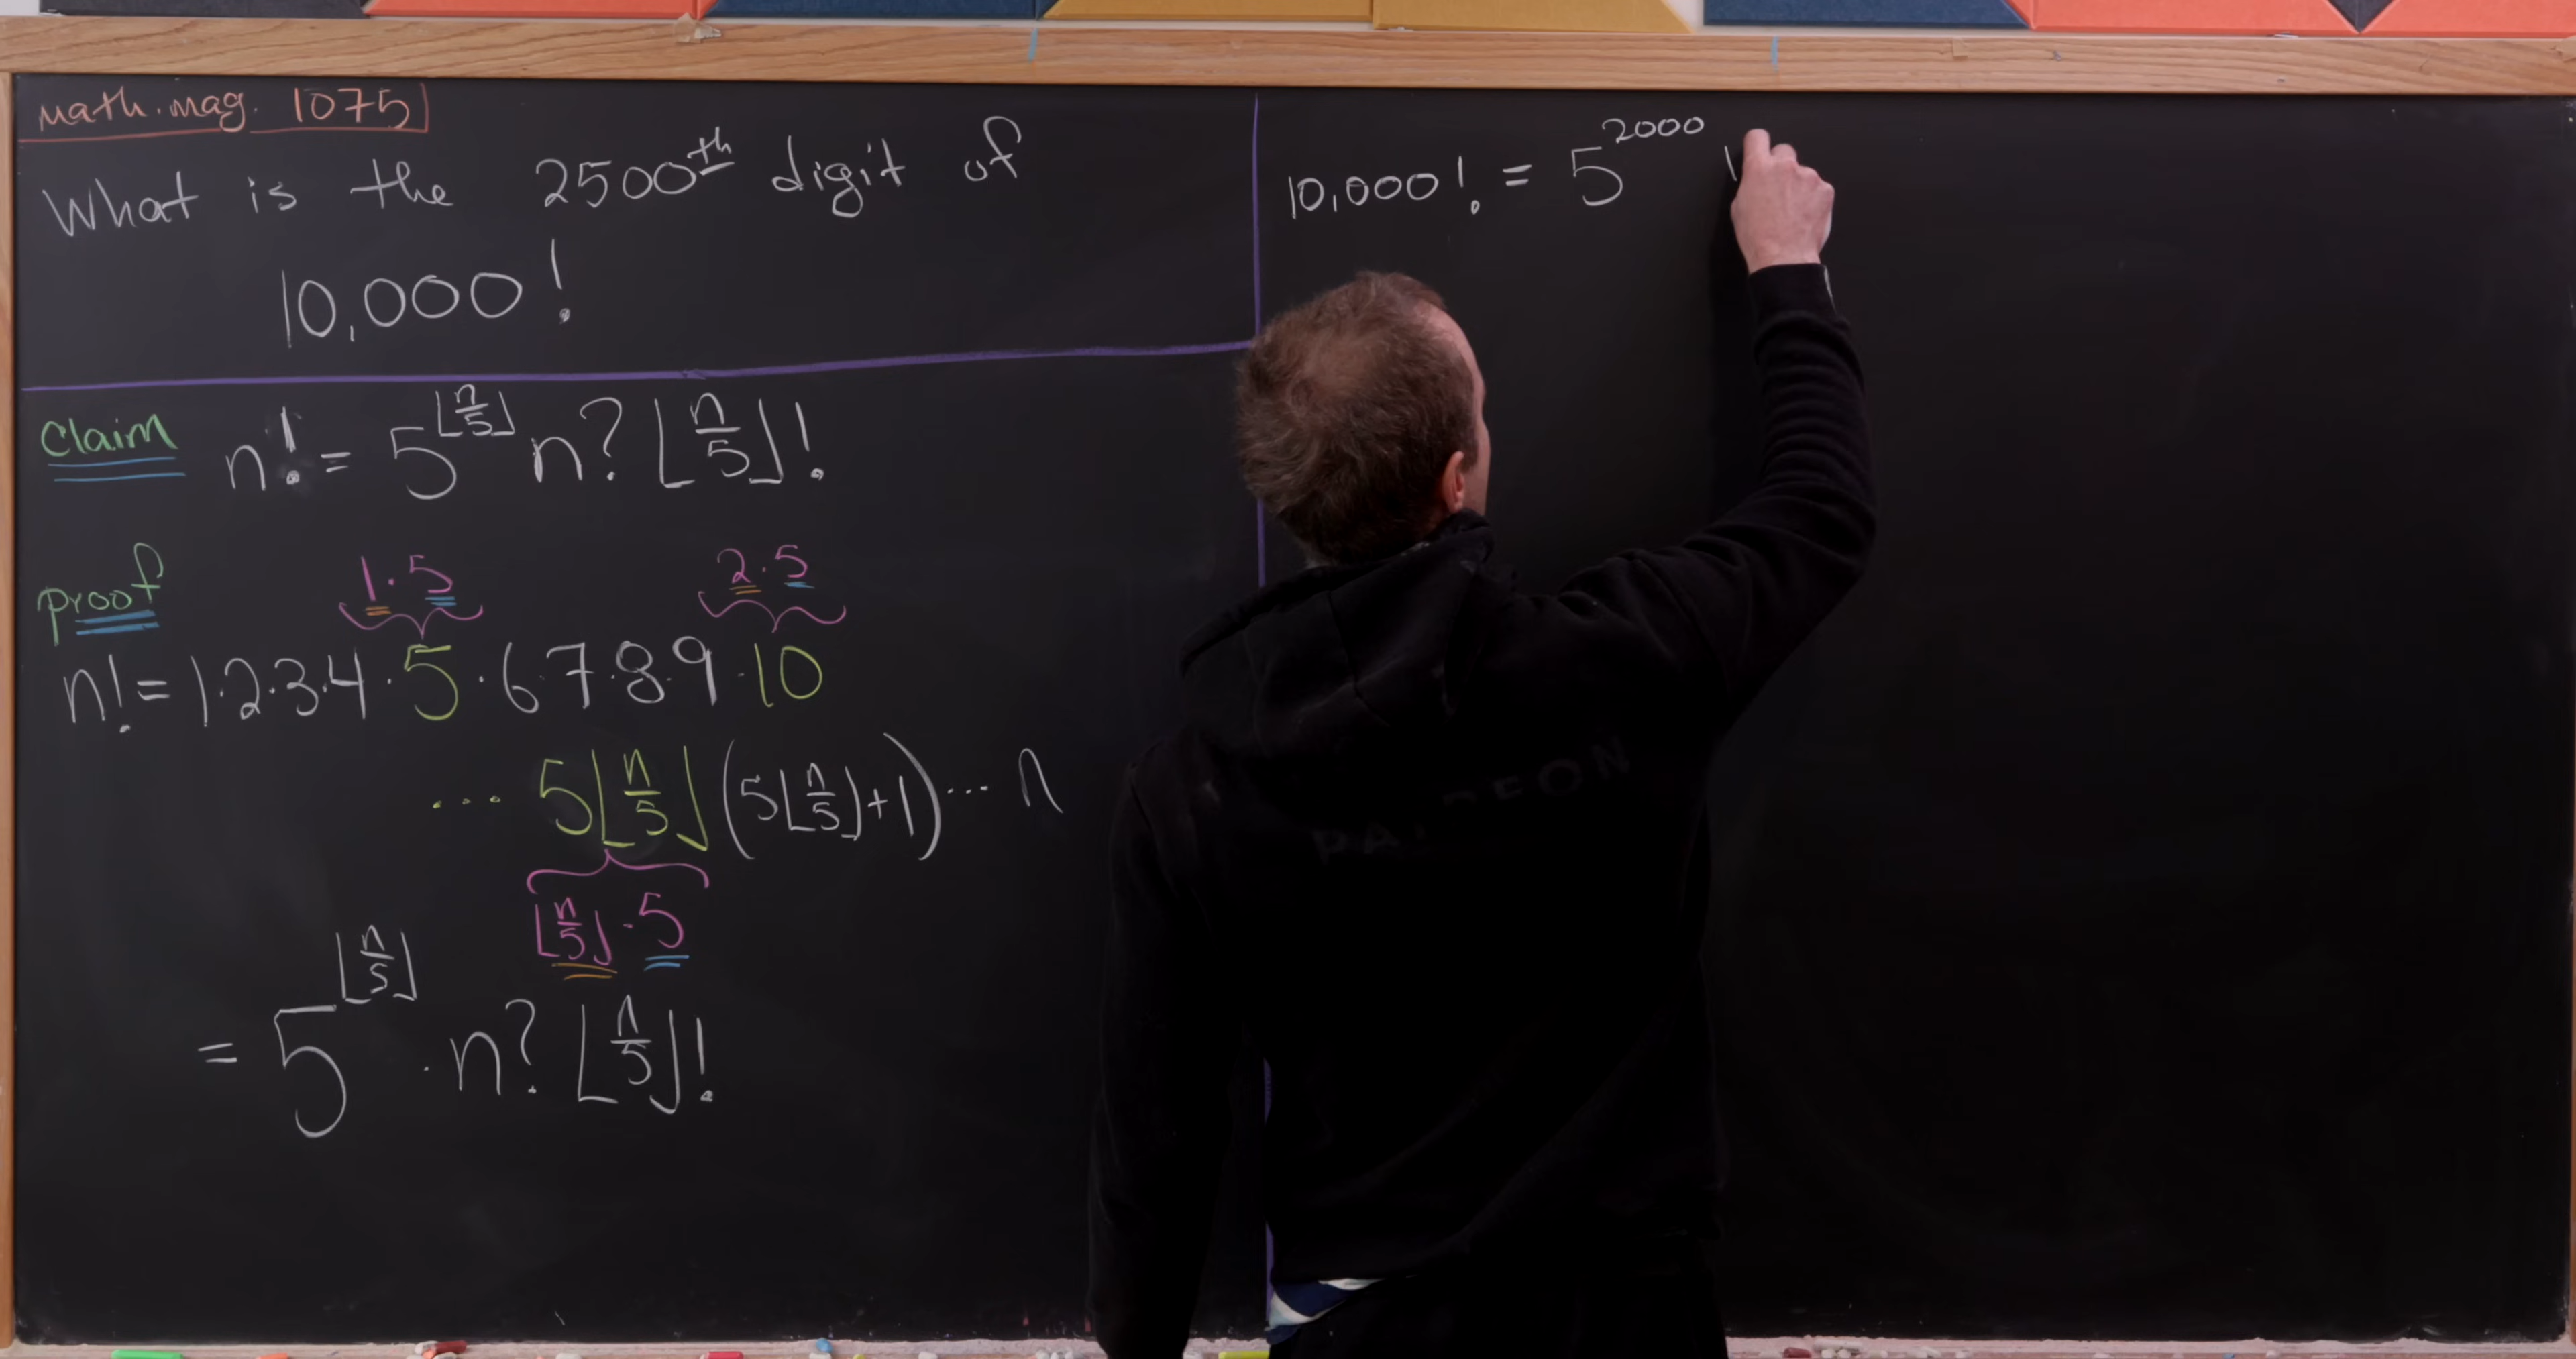 math.mag. 1075
What is the 2500th digit of
10,000!
Claim n! = 5^⌊n/5⌋ n? ⌊n/5⌋!
proof 1·5 2·5
n! = 1·2·3·4·5·6·7·8·9·10
··· 5⌊n/5⌋(5⌊n/5⌋+1)··· n
⌊n/5⌋·5
= 5^⌊n/5⌋ · n? ⌊n/5⌋!
10,000! = 5^2000 1